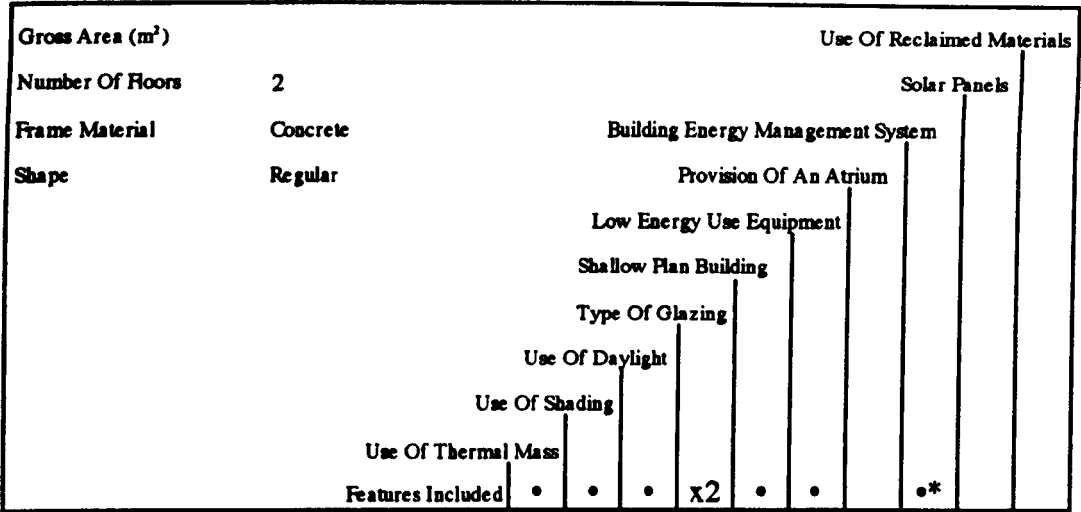 Gross Area (m²)
Use Of Reclaimed Materials
Solar Panels
Number Of Floors 2
Frame Material Concrete
Building Energy Management System
Shape Regular
Provision Of An Atrium
Low Energy Use Equipment
Shallow Plan Building
Type Of Glazing
Use Of Daylight
Use Of Shading
Use Of Thermal Mass
Features Included • • • x2 • • •*